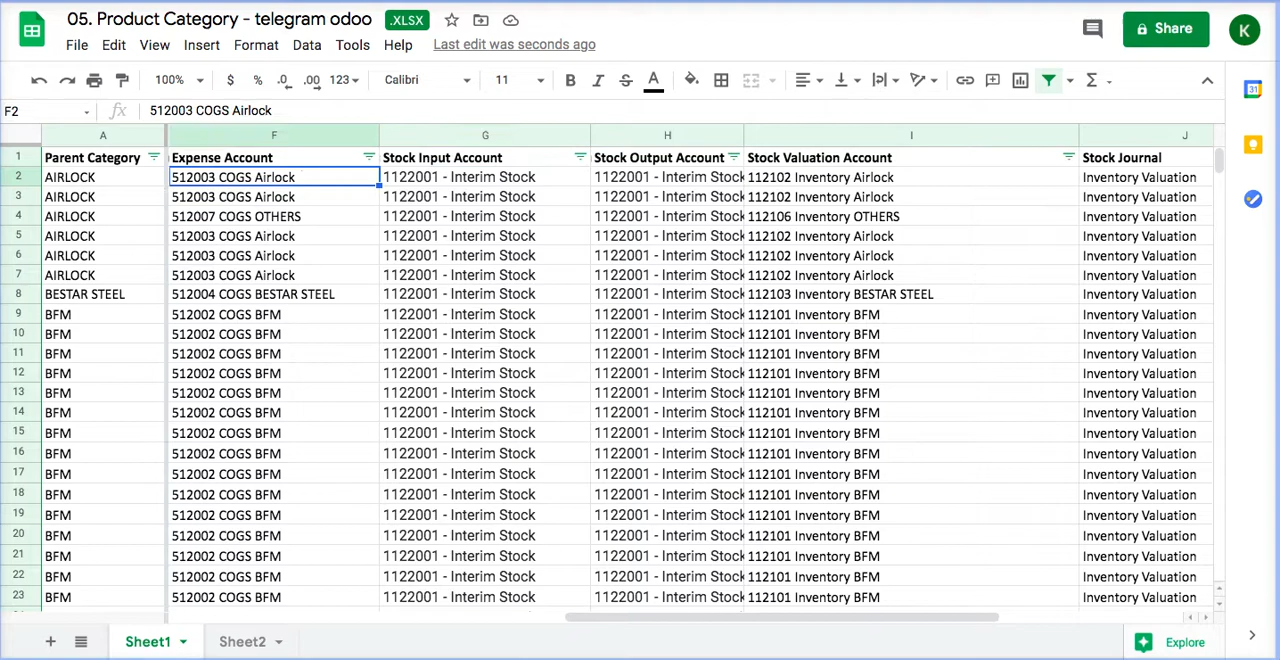 05. Product Category - telegram odoo .XLSX
File Edit View Insert Format Data Tools Help Last edit was seconds ago
Share
K
100% $ % .0 .00 123 Calibri 11 B I S A
31
F2 fx 512003 COGS Airlock
A F G H I J
1 Parent Category Expense Account Stock Input Account Stock Output Account Stock Valuation Account Stock Journal
2 AIRLOCK 512003 COGS Airlock 1122001 - Interim Stock 1122001 - Interim Stock 112102 Inventory Airlock Inventory Valuation
3 AIRLOCK 512003 COGS Airlock 1122001 - Interim Stock 1122001 - Interim Stock 112102 Inventory Airlock Inventory Valuation
4 AIRLOCK 512007 COGS OTHERS 1122001 - Interim Stock 1122001 - Interim Stock 112106 Inventory OTHERS Inventory Valuation
5 AIRLOCK 512003 COGS Airlock 1122001 - Interim Stock 1122001 - Interim Stock 112102 Inventory Airlock Inventory Valuation
6 AIRLOCK 512003 COGS Airlock 1122001 - Interim Stock 1122001 - Interim Stock 112102 Inventory Airlock Inventory Valuation
7 AIRLOCK 512003 COGS Airlock 1122001 - Interim Stock 1122001 - Interim Stock 112102 Inventory Airlock Inventory Valuation
8 BESTAR STEEL 512004 COGS BESTAR STEEL 1122001 - Interim Stock 1122001 - Interim Stock 112103 Inventory BESTAR STEEL Inventory Valuation
9 BFM 512002 COGS BFM 1122001 - Interim Stock 1122001 - Interim Stock 112101 Inventory BFM Inventory Valuation
10 BFM 512002 COGS BFM 1122001 - Interim Stock 1122001 - Interim Stock 112101 Inventory BFM Inventory Valuation
11 BFM 512002 COGS BFM 1122001 - Interim Stock 1122001 - Interim Stock 112101 Inventory BFM Inventory Valuation
12 BFM 512002 COGS BFM 1122001 - Interim Stock 1122001 - Interim Stock 112101 Inventory BFM Inventory Valuation
13 BFM 512002 COGS BFM 1122001 - Interim Stock 1122001 - Interim Stock 112101 Inventory BFM Inventory Valuation
14 BFM 512002 COGS BFM 1122001 - Interim Stock 1122001 - Interim Stock 112101 Inventory BFM Inventory Valuation
15 BFM 512002 COGS BFM 1122001 - Interim Stock 1122001 - Interim Stock 112101 Inventory BFM Inventory Valuation
16 BFM 512002 COGS BFM 1122001 - Interim Stock 1122001 - Interim Stock 112101 Inventory BFM Inventory Valuation
17 BFM 512002 COGS BFM 1122001 - Interim Stock 1122001 - Interim Stock 112101 Inventory BFM Inventory Valuation
18 BFM 512002 COGS BFM 1122001 - Interim Stock 1122001 - Interim Stock 112101 Inventory BFM Inventory Valuation
19 BFM 512002 COGS BFM 1122001 - Interim Stock 1122001 - Interim Stock 112101 Inventory BFM Inventory Valuation
20 BFM 512002 COGS BFM 1122001 - Interim Stock 1122001 - Interim Stock 112101 Inventory BFM Inventory Valuation
21 BFM 512002 COGS BFM 1122001 - Interim Stock 1122001 - Interim Stock 112101 Inventory BFM Inventory Valuation
22 BFM 512002 COGS BFM 1122001 - Interim Stock 1122001 - Interim Stock 112101 Inventory BFM Inventory Valuation
23 BFM 512002 COGS BFM 1122001 - Interim Stock 1122001 - Interim Stock 112101 Inventory BFM Inventory Valuation
Sheet1 Sheet2 Explore